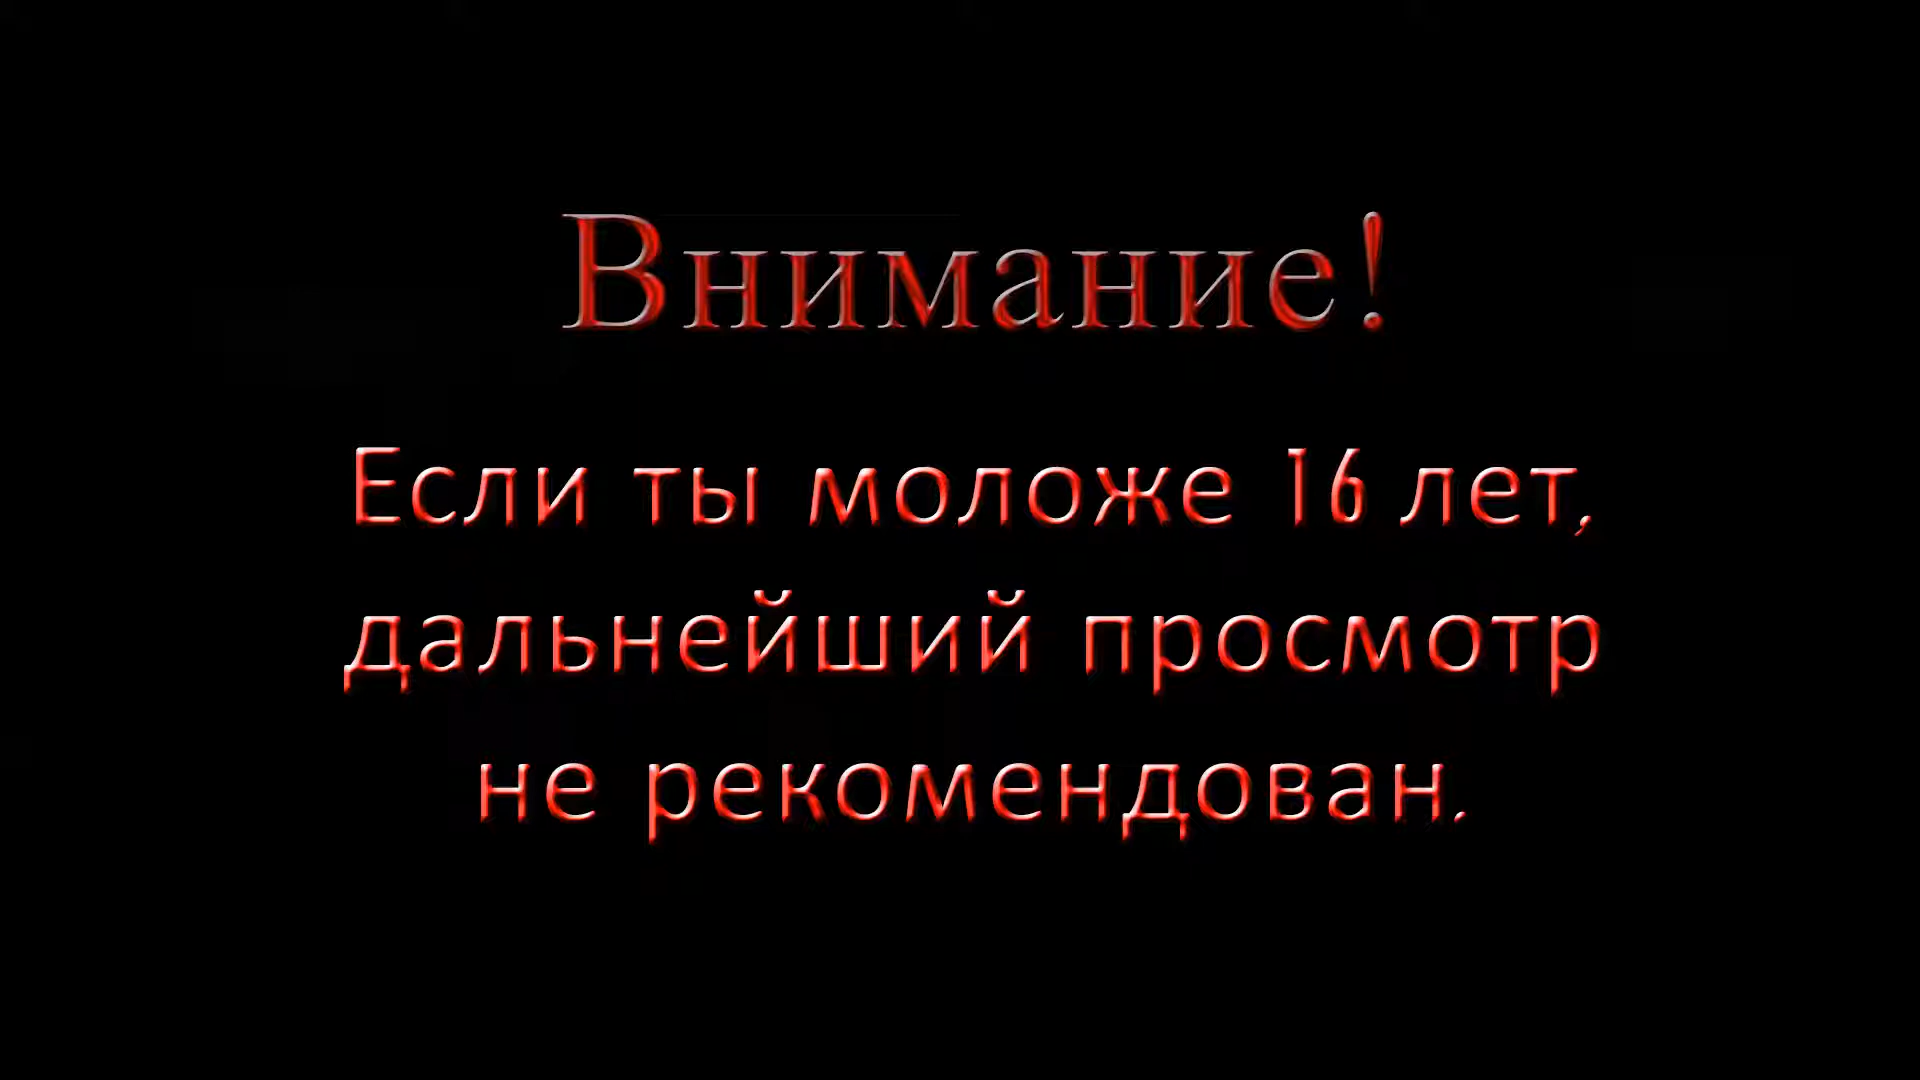 Внимание!
Если ты моложе 16 лет,
дальнейший просмотр
не рекомендован.